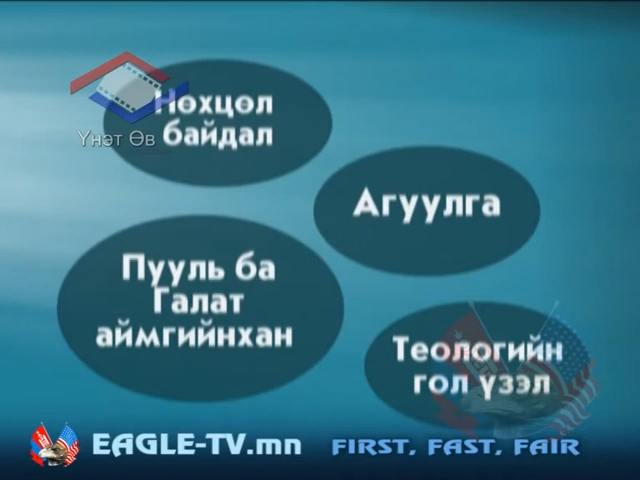 Нөхцөл
байдал
Үнэт Өв
Агуулга
Пууль ба
Галат
аймгийнхан
Теологийн
гол үзэл
EAGLE-TV.mn FIRST, FAST, FAIR